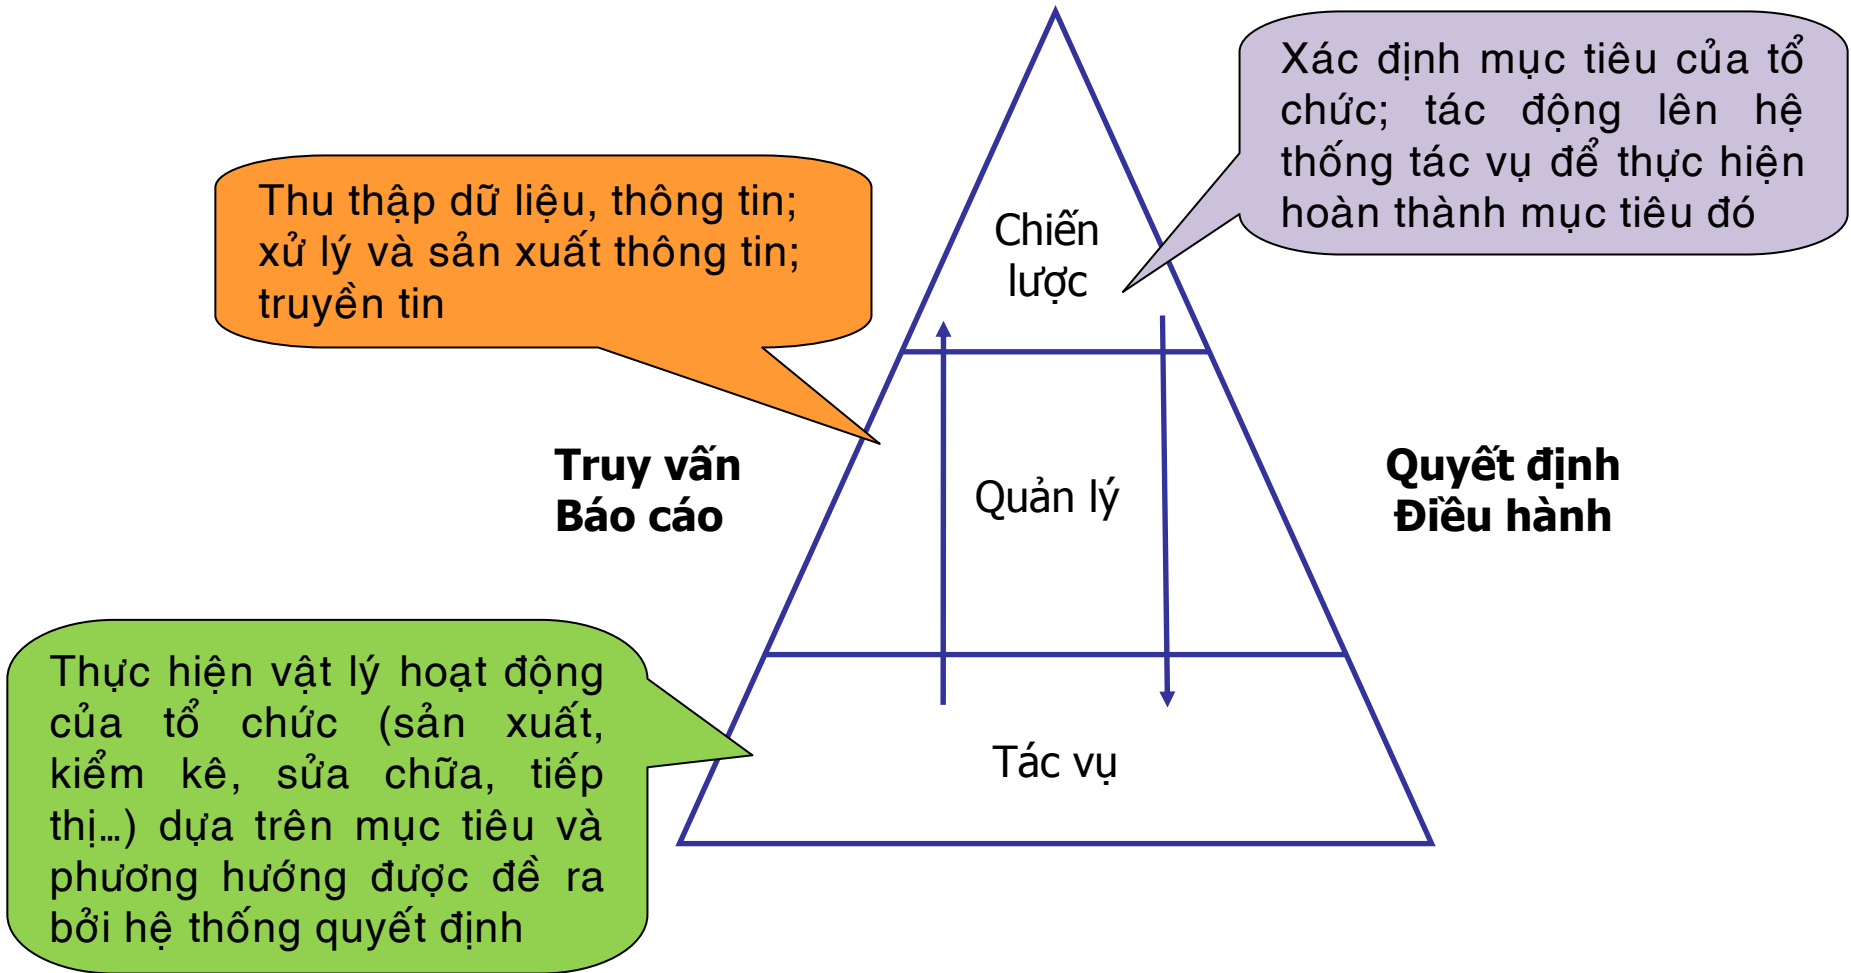 Xác định mục tiêu của tổ
chức; tác động lên hệ
thống tác vụ để thực hiện
hoàn thành mục tiêu đó
Thu thập dữ liệu, thông tin;
xử lý và sản xuất thông tin;
truyền tin
Chiến
lược
Truy vấn
Báo cáo
Quản lý
Quyết định
Điều hành
Thực hiện vật lý hoạt động
của tổ chức (sản xuất,
kiểm kê, sửa chữa, tiếp
thị…) dựa trên mục tiêu và
phương hướng được đề ra
bởi hệ thống quyết định
Tác vụ